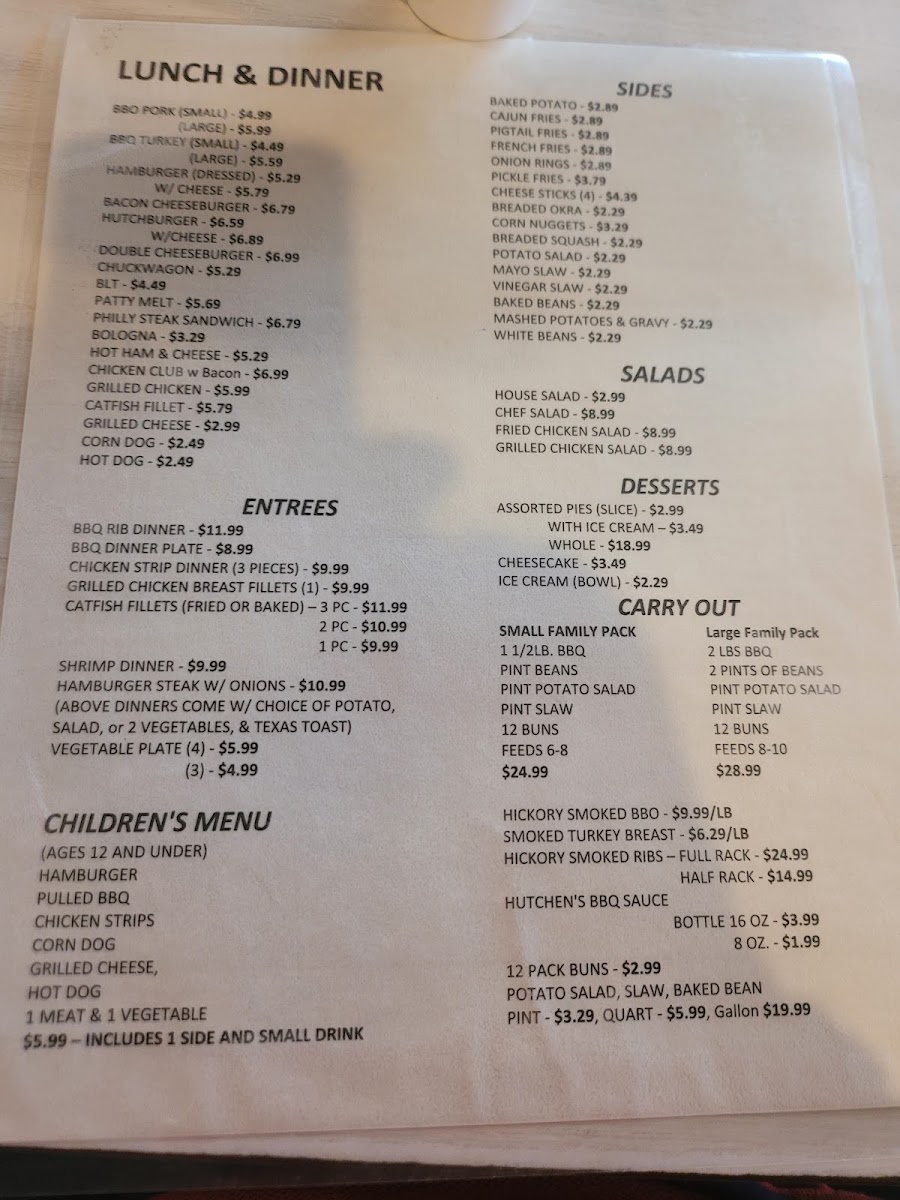 LUNCH & DINNER
BBQ PORK (SMALL) - $4.99
(LARGE) - $5.99
BBQ TURKEY (SMALL) - $4.49
(LARGE) - $5.59
HAMBURGER (DRESSED) - $5.29
W/ CHEESE - $5.79
BACON CHEESEBURGER - $6.79
HUTCHBURGER - $6.59
W/CHEESE - $6.89
DOUBLE CHEESEBURGER - $6.99
CHUCKWAGON - $5.29
BLT - $4.49
PATTY MELT - $5.69
PHILLY STEAK SANDWICH - $6.79
BOLOGNA - $3.29
HOT HAM & CHEESE - $5.29
CHICKEN CLUB w Bacon - $6.99
GRILLED CHICKEN - $5.99
CATFISH FILLET - $5.79
GRILLED CHEESE - $2.99
CORN DOG - $2.49
HOT DOG - $2.49
ENTREES
BBQ RIB DINNER - $11.99
BBQ DINNER PLATE - $8.99
CHICKEN STRIP DINNER (3 PIECES) - $9.99
GRILLED CHICKEN BREAST FILLETS (1) - $9.99
CATFISH FILLETS (FRIED OR BAKED) – 3 PC - $11.99
2 PC - $10.99
1 PC - $9.99
SHRIMP DINNER - $9.99
HAMBURGER STEAK W/ ONIONS - $10.99
(ABOVE DINNERS COME W/ CHOICE OF POTATO,
SALAD, or 2 VEGETABLES, & TEXAS TOAST)
VEGETABLE PLATE (4) - $5.99
(3) - $4.99
CHILDREN'S MENU
(AGES 12 AND UNDER)
HAMBURGER
PULLED BBQ
CHICKEN STRIPS
CORN DOG
GRILLED CHEESE,
HOT DOG
1 MEAT & 1 VEGETABLE
$5.99 – INCLUDES 1 SIDE AND SMALL DRINK
SIDES
BAKED POTATO - $2.89
CAJUN FRIES - $2.89
PIGTAIL FRIES - $2.89
FRENCH FRIES - $2.89
ONION RINGS - $2.89
PICKLE FRIES - $3.79
CHEESE STICKS (4) - $4.39
BREADED OKRA - $2.29
CORN NUGGETS - $3.29
BREADED SQUASH - $2.29
POTATO SALAD - $2.29
MAYO SLAW - $2.29
VINEGAR SLAW - $2.29
BAKED BEANS - $2.29
MASHED POTATOES & GRAVY - $2.29
WHITE BEANS - $2.29
SALADS
HOUSE SALAD - $2.99
CHEF SALAD - $8.99
FRIED CHICKEN SALAD - $8.99
GRILLED CHICKEN SALAD - $8.99
DESSERTS
ASSORTED PIES (SLICE) - $2.99
WITH ICE CREAM – $3.49
WHOLE - $18.99
CHEESECAKE - $3.49
ICE CREAM (BOWL) - $2.29
CARRY OUT
SMALL FAMILY PACK
1 1/2LB. BBQ
PINT BEANS
PINT POTATO SALAD
PINT SLAW
12 BUNS
FEEDS 6-8
$24.99
Large Family Pack
2 LBS BBQ
2 PINTS OF BEANS
PINT POTATO SALAD
PINT SLAW
12 BUNS
FEEDS 8-10
$28.99
HICKORY SMOKED BBQ - $9.99/LB
SMOKED TURKEY BREAST - $6.29/LB
HICKORY SMOKED RIBS – FULL RACK - $24.99
HALF RACK - $14.99
HUTCHEN'S BBQ SAUCE
BOTTLE 16 OZ - $3.99
8 OZ. - $1.99
12 PACK BUNS - $2.99
POTATO SALAD, SLAW, BAKED BEAN
PINT - $3.29, QUART - $5.99, Gallon $19.99